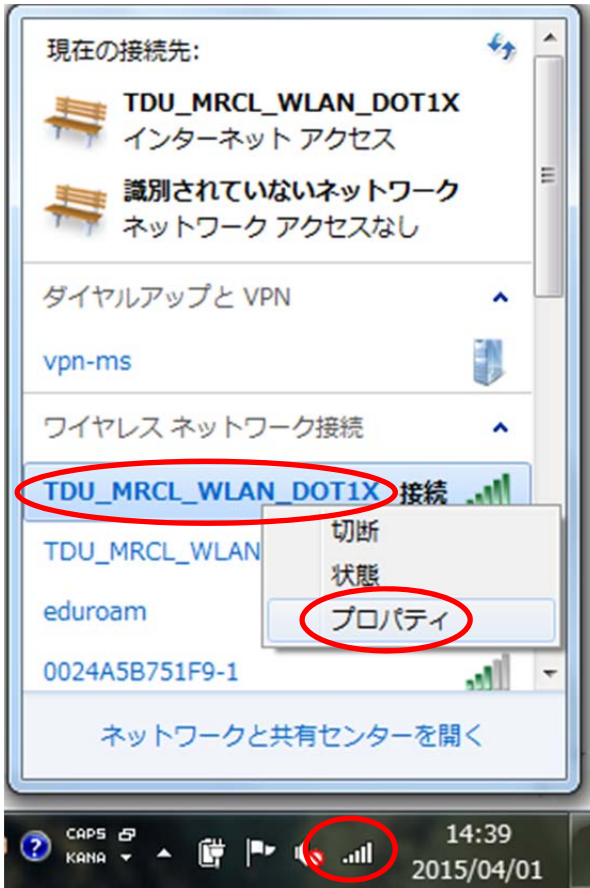 現在の接続先:
TDU_MRCL_WLAN_DOT1X
インターネット アクセス
識別されていないネットワーク
ネットワーク アクセスなし
ダイヤルアップと VPN
vpn-ms
ワイヤレス ネットワーク接続
TDU_MRCL_WLAN_DOT1X 接続
切断
TDU_MRCL_WLAN
状態
eduroam
プロパティ
0024A5B751F9-1
ネットワークと共有センターを開く
CAPS
KANA
14:39
2015/04/01